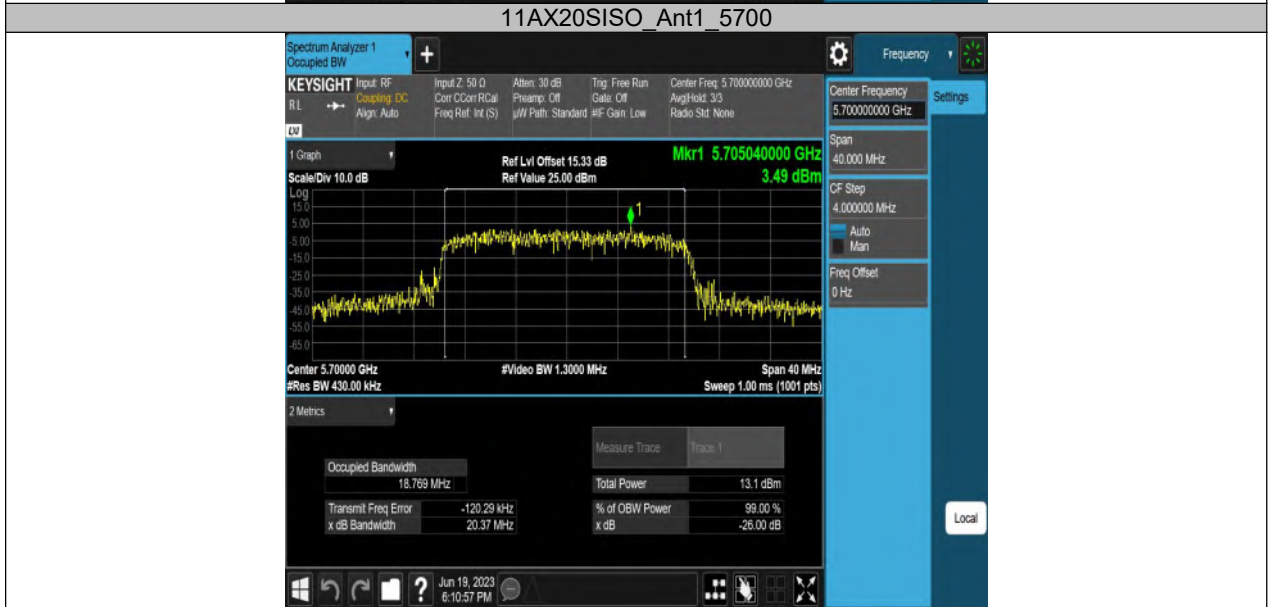 11AX20SISO_Ant1_5700
Spectrum Analyzer 1
Occupied BW
+
Frequency
KEYSIGHT Input: RF Input Z: 50 Ω Atten: 30 dB Trig: Free Run Center Freq: 5.700000000 GHz
RL Coupling: DC Corr CCorr RCal Preamp: Off Gate: Off Avg|Hold: 3/3
Align: Auto Freq Ref: Int (S) µW Path: Standard #IF Gain: Low Radio Std: None
LXI
Center Frequency
5.700000000 GHz
Settings
Span
40.000 MHz
CF Step
4.000000 MHz
Auto
Man
Freq Offset
0 Hz
1 Graph
Ref Lvl Offset 15.33 dB
Mkr1 5.705040000 GHz
Scale/Div 10.0 dB Ref Value 25.00 dBm 3.49 dBm
Log
15.0
5.00
-5.00
-15.0
-25.0
-35.0
-45.0
-55.0
-65.0
1
Center 5.70000 GHz #Video BW 1.3000 MHz Span 40 MHz
#Res BW 430.00 kHz Sweep 1.00 ms (1001 pts)
2 Metrics
Measure Trace Trace 1
Occupied Bandwidth
18.769 MHz
Total Power 13.1 dBm
Transmit Freq Error -120.29 kHz % of OBW Power 99.00 %
x dB Bandwidth 20.37 MHz x dB -26.00 dB
Local
? Jun 19, 2023
6:10:57 PM